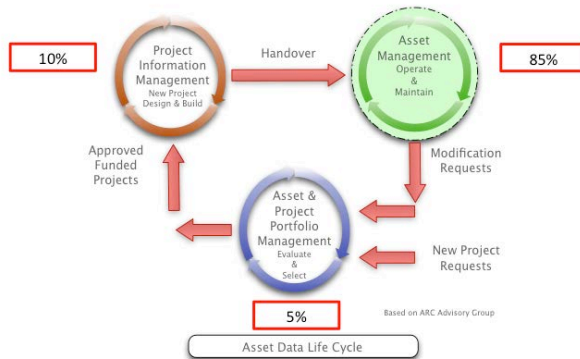 10%
Project
Information
Management
New Project
Design & Build
Handover
Asset
Management
Operate
&
Maintain
85%
Approved
Funded
Projects
Modification
Requests
Asset &
Project
Portfolio
Management
Evaluate
&
Select
New Project
Requests
5%
Based on ARC Advisory Group
Asset Data Life Cycle